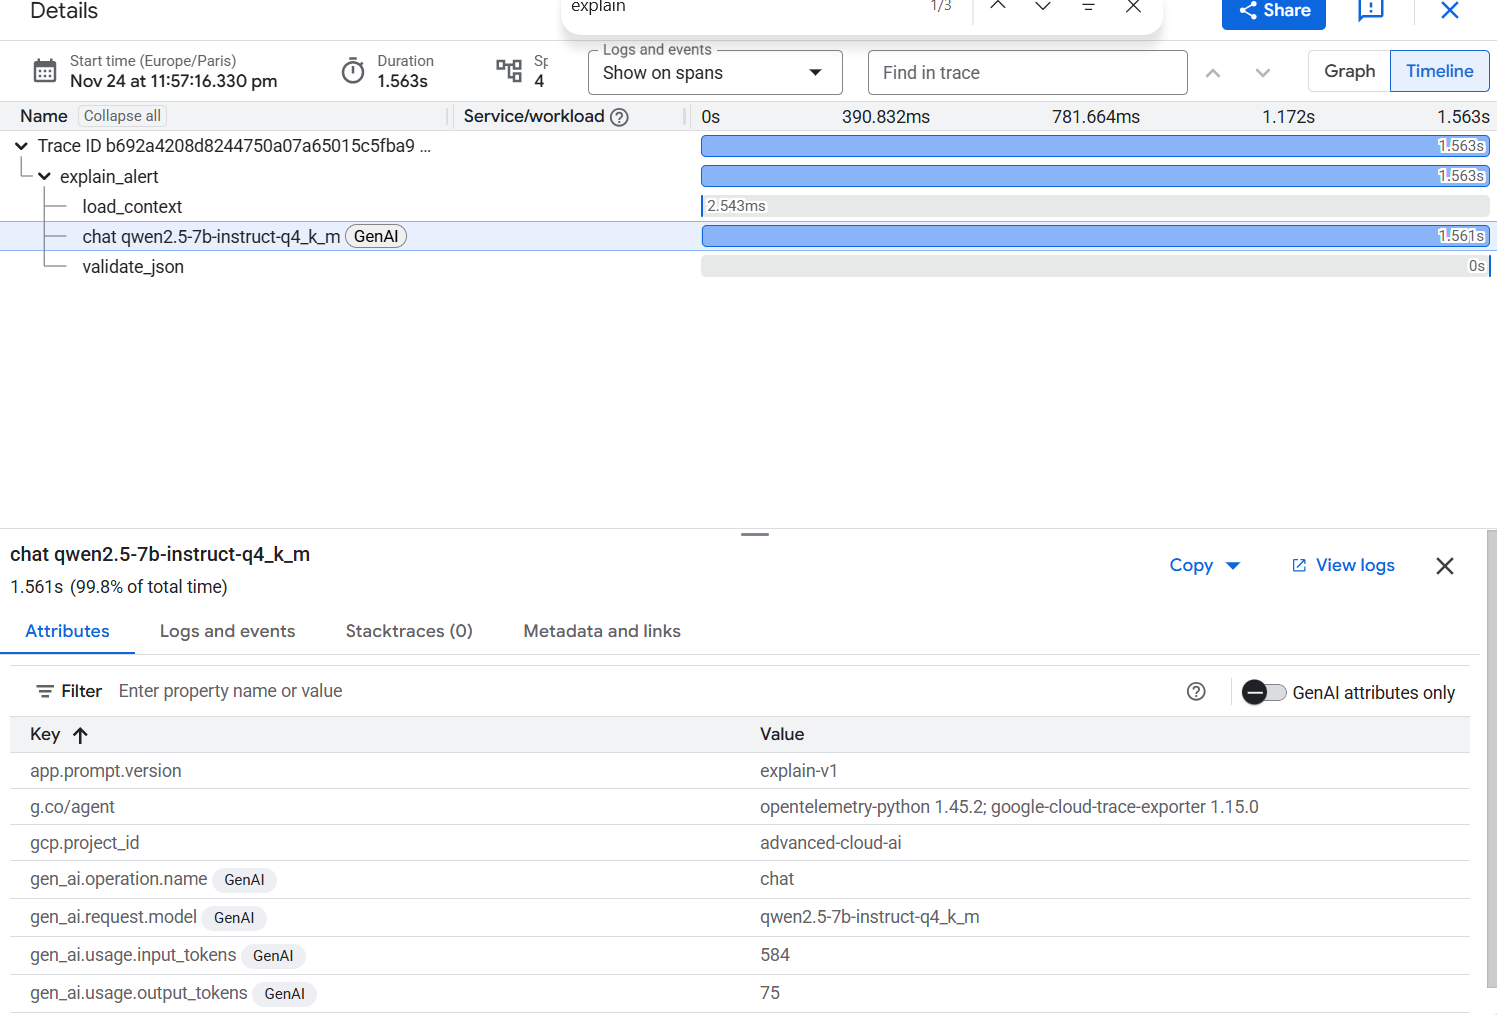 Details
explain
1/3
Share
Start time (Europe/Paris)
Nov 24 at 11:57:16.330 pm
Duration
1.563s
Sp
4
Logs and events
Show on spans
Find in trace
Graph
Timeline
Name
Collapse all
Service/workload
0s
390.832ms
781.664ms
1.172s
1.563s
Trace ID b692a4208d8244750a07a65015c5fba9 ...
1.563s
explain_alert
1.563s
load_context
2.543ms
chat qwen2.5-7b-instruct-q4_k_m GenAI
1.561s
validate_json
0s
chat qwen2.5-7b-instruct-q4_k_m
1.561s (99.8% of total time)
Copy
View logs
Attributes
Logs and events
Stacktraces (0)
Metadata and links
Filter
Enter property name or value
GenAI attributes only
Key
Value
app.prompt.version
explain-v1
g.co/agent
opentelemetry-python 1.45.2; google-cloud-trace-exporter 1.15.0
gcp.project_id
advanced-cloud-ai
gen_ai.operation.name GenAI
chat
gen_ai.request.model GenAI
qwen2.5-7b-instruct-q4_k_m
gen_ai.usage.input_tokens GenAI
584
gen_ai.usage.output_tokens GenAI
75